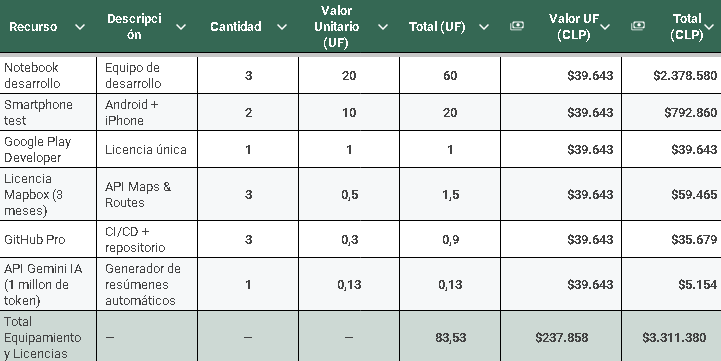 Recurso Descripci
ón Cantidad Valor
Unitario
(UF) Total (UF) Valor UF
(CLP) Total
(CLP)
Notebook
desarrollo Equipo de
desarrollo 3 20 60 $39.643 $2.378.580
Smartphone
test Android +
iPhone 2 10 20 $39.643 $792.860
Google Play
Developer Licencia única 1 1 1 $39.643 $39.643
Licencia
Mapbox (3
meses) API Maps &
Routes 3 0,5 1,5 $39.643 $59.465
GitHub Pro CI/CD +
repositorio 3 0,3 0,9 $39.643 $35.679
API Gemini IA
(1 millon de
token) Generador de
resúmenes
automáticos 1 0,13 0,13 $39.643 $5.154
Total
Equipamiento
y Licencias — — — 83,53 $237.858 $3.311.380